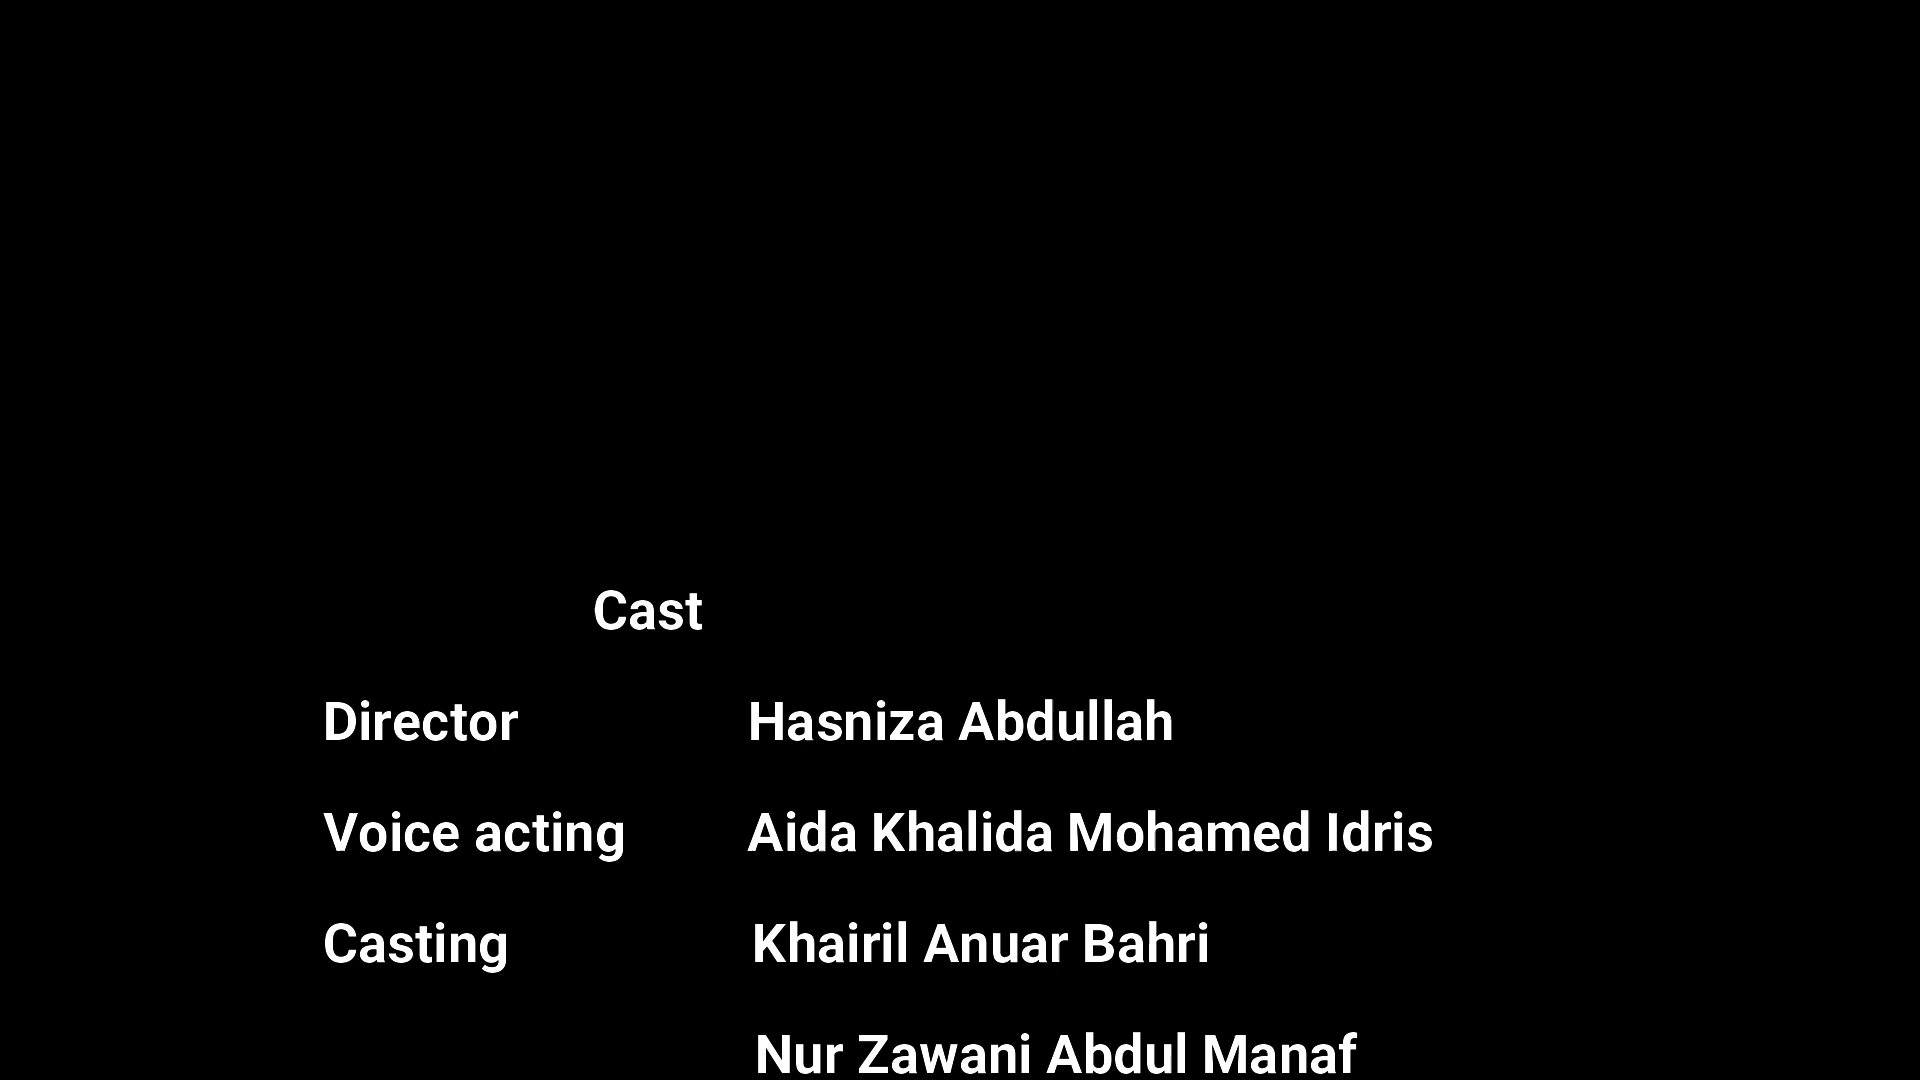 Cast
Director Hasniza Abdullah
Voice acting Aida Khalida Mohamed Idris
Casting Khairil Anuar Bahri
Nur Zawani Abdul Manaf